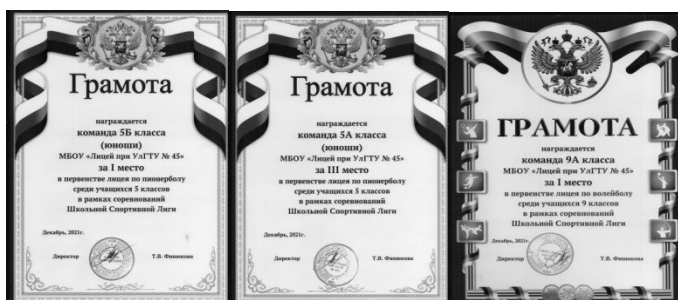 Грамота
награждается
команда 5Б класса
(юноши)
МБОУ «Лицей при УлГТУ № 45»
за I место
в первенстве лицея по пионерболу
среди учащихся 5 классов
в рамках соревнований
Школьной Спортивной Лиги
Декабрь, 2021г.
Директор Т.В. Финикова
Грамота
награждается
команда 5А класса
(юноши)
МБОУ «Лицей при УлГТУ № 45»
за III место
в первенстве лицея по пионерболу
среди учащихся 5 классов
в рамках соревнований
Школьной Спортивной Лиги
Декабрь, 2021г.
Директор Т.В. Финикова
ГРАМОТА
награждается
команда 9А класса
МБОУ «Лицей при УлГТУ № 45»
за I место
в первенстве лицея по волейболу
среди учащихся 9 классов
в рамках соревнований
Школьной Спортивной Лиги
Декабрь, 2021г.
Директор Т.В. Финикова